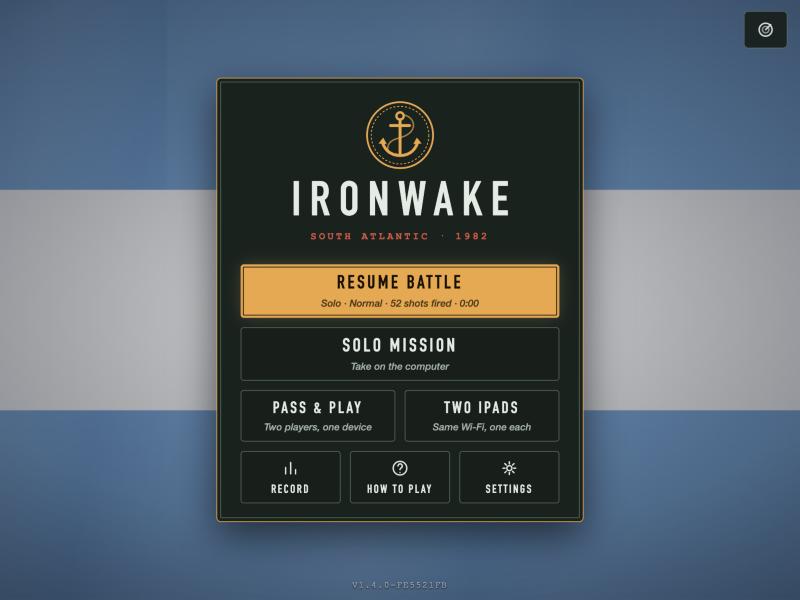 IRONWAKE
SOUTH ATLANTIC · 1982
RESUME BATTLE
Solo · Normal · 52 shots fired · 0:00
SOLO MISSION
Take on the computer
PASS & PLAY
Two players, one device
TWO IPADS
Same Wi-Fi, one each
RECORD
HOW TO PLAY
SETTINGS
V1.4.0-FE5521FB